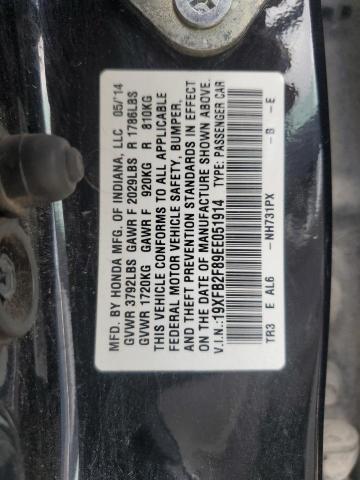 MFD. BY HONDA MFG. OF INDIANA, LLC 05/'14
GVWR 3792LBS GAWR F 2029LBS R 1786LBS
GVWR 1720KG GAWR F 920KG R 810KG
THIS VEHICLE CONFORMS TO ALL APPLICABLE
FEDERAL MOTOR VEHICLE SAFETY, BUMPER,
AND THEFT PREVENTION STANDARDS IN EFFECT
ON THE DATE OF MANUFACTURE SHOWN ABOVE.
V.I.N.:19XFB2F89EE051914 TYPE: PASSENGER CAR
TR3 E AL6 -NH731PX -B -E